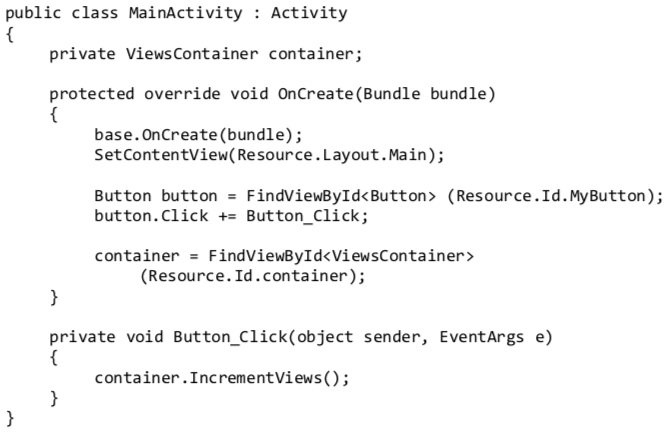 public class MainActivity : Activity
{
    private ViewsContainer container;

    protected override void OnCreate(Bundle bundle)
    {
        base.OnCreate(bundle);
        SetContentView(Resource.Layout.Main);

        Button button = FindViewById<Button> (Resource.Id.MyButton);
        button.Click += Button_Click;

        container = FindViewById<ViewsContainer>
            (Resource.Id.container);
    }

    private void Button_Click(object sender, EventArgs e)
    {
        container.IncrementViews();
    }
}